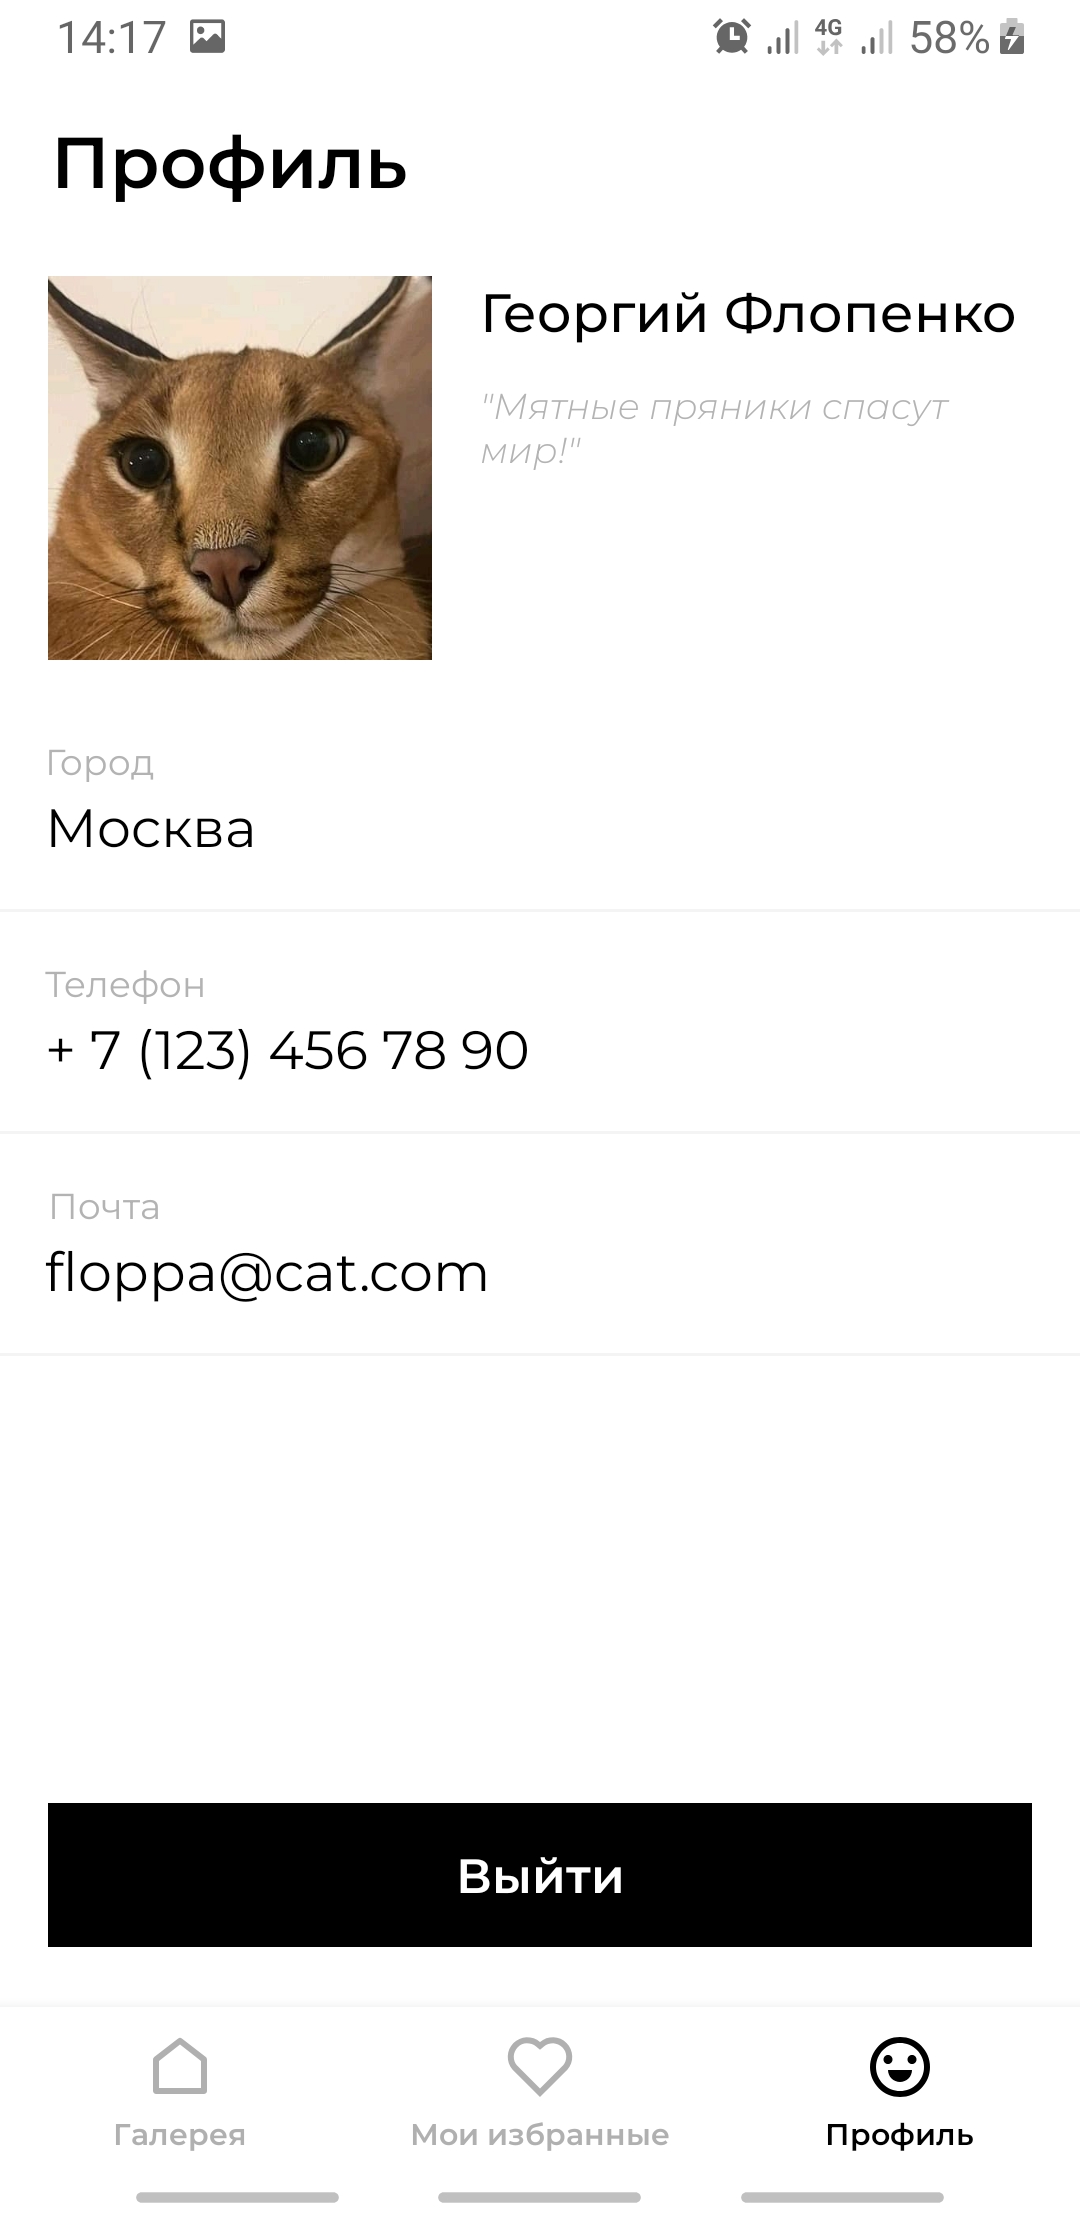 14:17 4G 58%
Профиль
Георгий Флопенко
"Мятные пряники спасут
мир!"
Город
Москва
Телефон
+ 7 (123) 456 78 90
Почта
floppa@cat.com
Выйти
Галерея Мои избранные Профиль